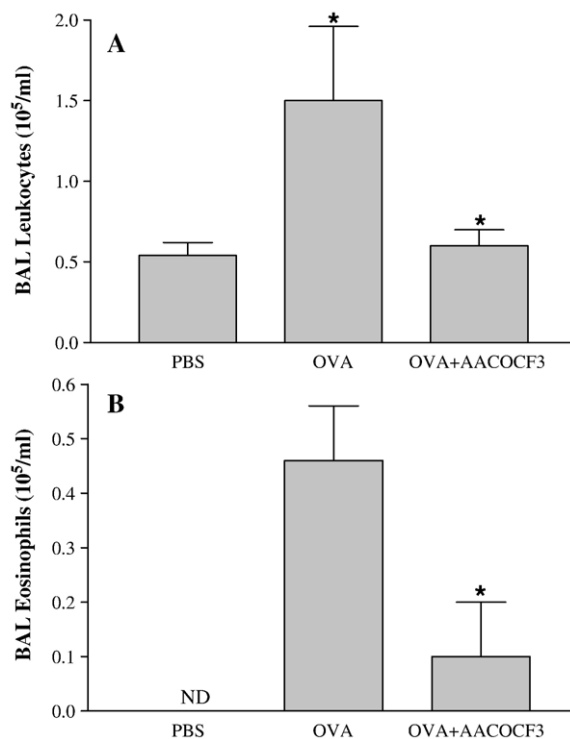 A
BAL Leukocytes (10⁵/ml)
2.0
1.5
1.0
0.5
0.0
*
*
PBS OVA OVA+AACOCF3
B
BAL Eosinophils (10⁵/ml)
0.6
0.5
0.4
0.3
0.2
0.1
0.0
*
ND
PBS OVA OVA+AACOCF3